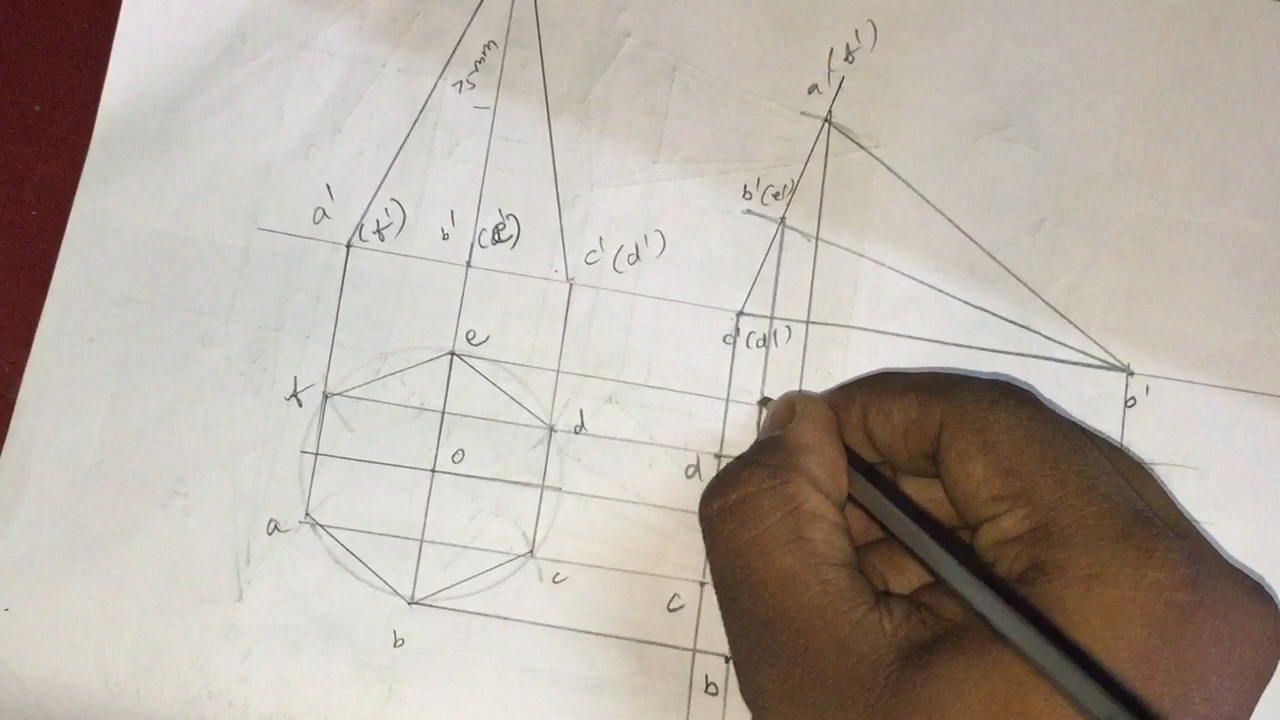 75mm
a'(f')
b'(e')
a'
(f')
b'
(e')
c'(d')
c'(d')
e
b'
f
d
o
d
a
c
c
b
b